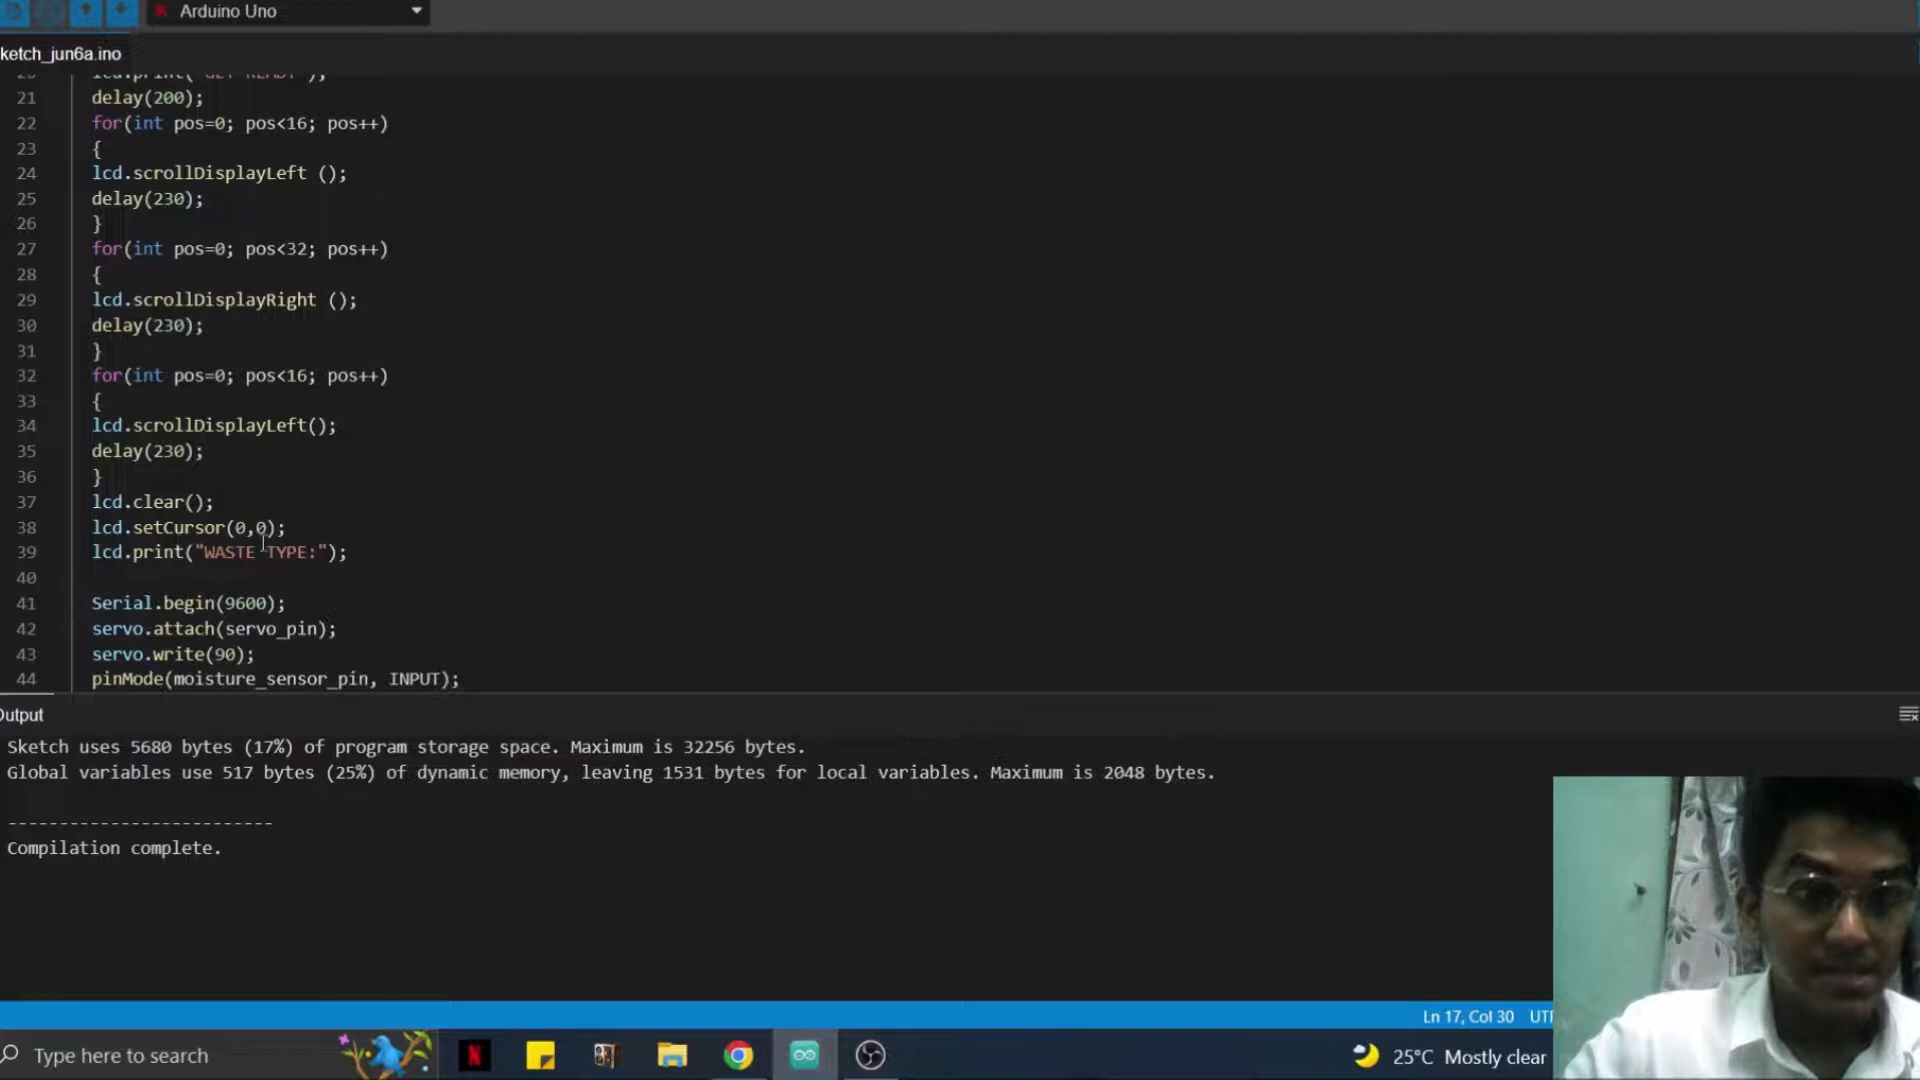 Arduino Uno
ketch_jun6a.ino
20 lcd.print("GET READY");
21 delay(200);
22 for(int pos=0; pos<16; pos++)
23 {
24 lcd.scrollDisplayLeft ();
25 delay(230);
26 }
27 for(int pos=0; pos<32; pos++)
28 {
29 lcd.scrollDisplayRight ();
30 delay(230);
31 }
32 for(int pos=0; pos<16; pos++)
33 {
34 lcd.scrollDisplayLeft();
35 delay(230);
36 }
37 lcd.clear();
38 lcd.setCursor(0,0);
39 lcd.print("WASTE TYPE:");
40
41 Serial.begin(9600);
42 servo.attach(servo_pin);
43 servo.write(90);
44 pinMode(moisture_sensor_pin, INPUT);
Output
Sketch uses 5680 bytes (17%) of program storage space. Maximum is 32256 bytes.
Global variables use 517 bytes (25%) of dynamic memory, leaving 1531 bytes for local variables. Maximum is 2048 bytes.
--------------------------
Compilation complete.
Ln 17, Col 30 UTF
Type here to search
N
25°C Mostly clear